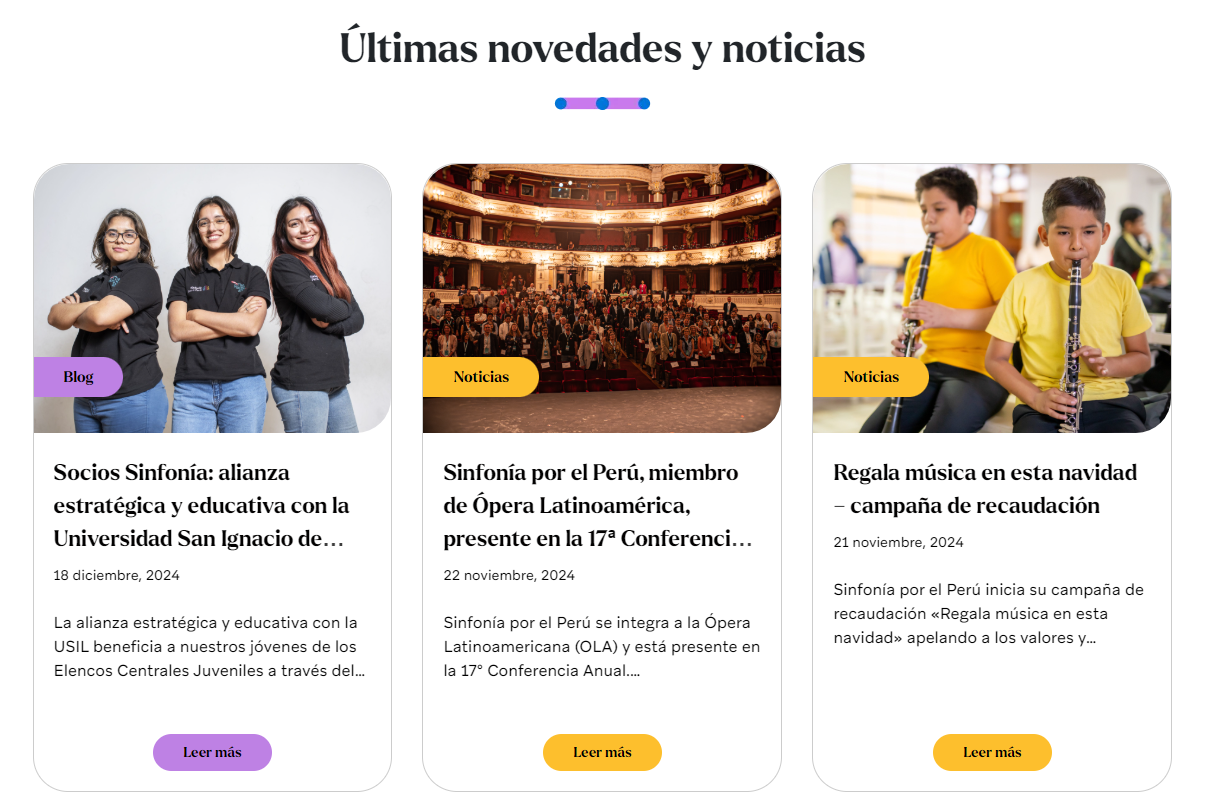 Últimas novedades y noticias
Blog
Socios Sinfonía: alianza
estratégica y educativa con la
Universidad San Ignacio de...
18 diciembre, 2024
La alianza estratégica y educativa con la
USIL beneficia a nuestros jóvenes de los
Elencos Centrales Juveniles a través del...
Leer más
Noticias
Sinfonía por el Perú, miembro
de Ópera Latinoamérica,
presente en la 17ª Conferenci...
22 noviembre, 2024
Sinfonía por el Perú se integra a la Ópera
Latinoamericana (OLA) y está presente en
la 17° Conferencia Anual....
Leer más
Noticias
Regala música en esta navidad
– campaña de recaudación
21 noviembre, 2024
Sinfonía por el Perú inicia su campaña de
recaudación «Regala música en esta
navidad» apelando a los valores y...
Leer más